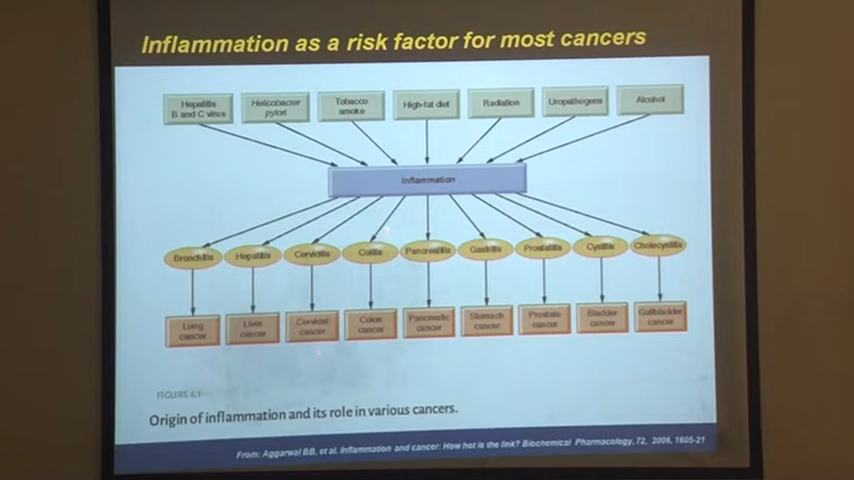 Inflammation as a risk factor for most cancers
Hepatitis
B and C virus
Helicobacter
pylori
Tobacco
smoke
High-fat diet
Radiation
Uropathogens
Alcohol
Inflammation
Bronchitis
Hepatitis
Cervicitis
Colitis
Pancreatitis
Gastritis
Prostatitis
Cystitis
Cholecystitis
Lung
cancer
Liver
cancer
Cervical
cancer
Colon
cancer
Pancreatic
cancer
Stomach
cancer
Prostate
cancer
Bladder
cancer
Gallbladder
cancer
FIGURE 6.1
Origin of inflammation and its role in various cancers.
From: Aggarwal BB, et al. Inflammation and cancer: How hot is the link? Biochemical Pharmacology, 72, 2006, 1605-21